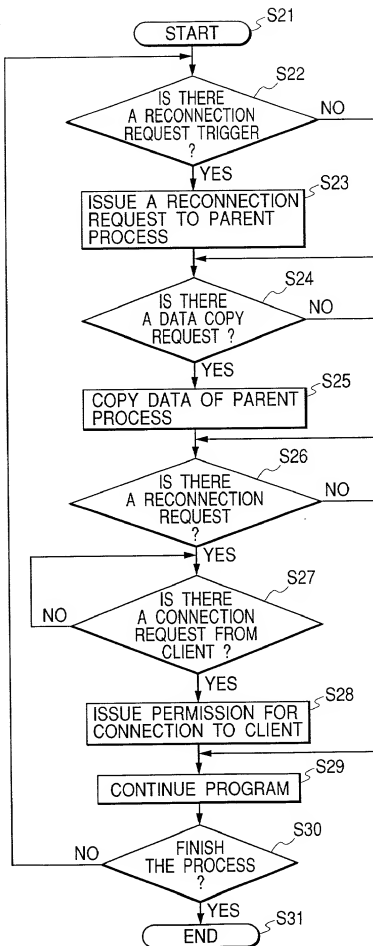 S21
START
S22
IS THERE
A RECONNECTION
REQUEST TRIGGER
?
NO
YES
S23
ISSUE A RECONNECTION
REQUEST TO PARENT
PROCESS
S24
IS THERE
A DATA COPY
REQUEST ?
NO
YES
S25
COPY DATA OF PARENT
PROCESS
S26
IS THERE
A RECONNECTION
REQUEST
?
NO
YES
S27
IS THERE
A CONNECTION
REQUEST FROM
CLIENT ?
NO
YES
S28
ISSUE PERMISSION FOR
CONNECTION TO CLIENT
S29
CONTINUE PROGRAM
S30
FINISH
THE PROCESS
?
NO
YES
S31
END